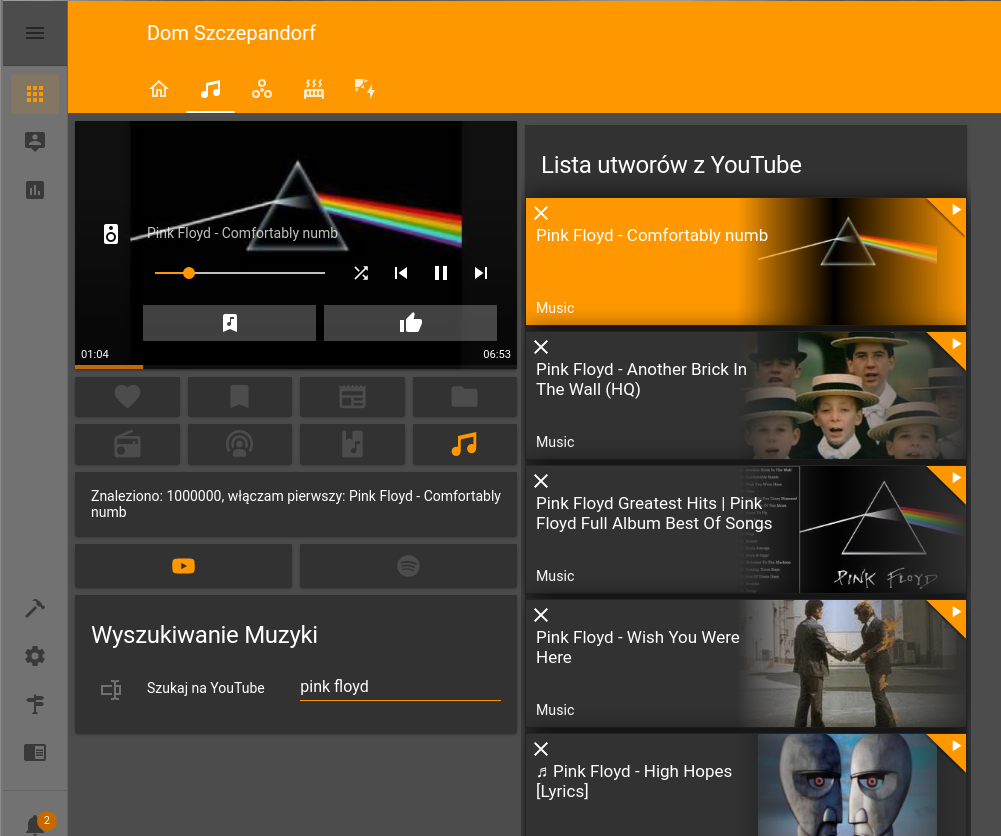 Dom Szczepandorf
Pink Floyd - Comfortably numb
01:04
06:53
Znaleziono: 1000000, włączam pierwszy: Pink Floyd - Comfortably
numb
Wyszukiwanie Muzyki
Szukaj na YouTube
pink floyd
2
Lista utworów z YouTube
Pink Floyd - Comfortably numb
Music
Pink Floyd - Another Brick In
The Wall (HQ)
Music
Pink Floyd Greatest Hits | Pink
Floyd Full Album Best Of Songs
PINK FLOYD
Music
Pink Floyd - Wish You Were
Here
Music
♬ Pink Floyd - High Hopes
[Lyrics]